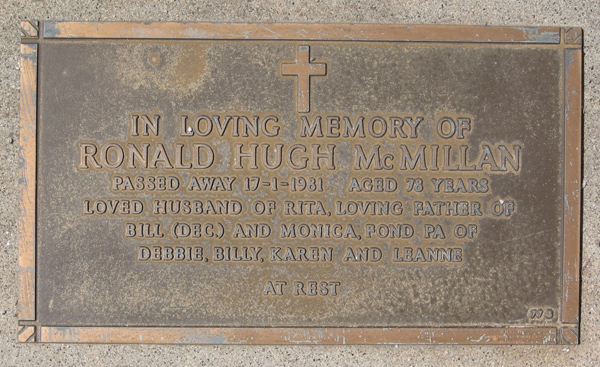 IN LOVING MEMORY OF
RONALD HUGH McMILLAN
PASSED AWAY 17-1-1981 AGED 78 YEARS
LOVED HUSBAND OF RITA, LOVING FATHER OF
BILL (DEC.) AND MONICA, FOND PA OF
DEBBIE, BILLY, KAREN AND LEANNE
AT REST